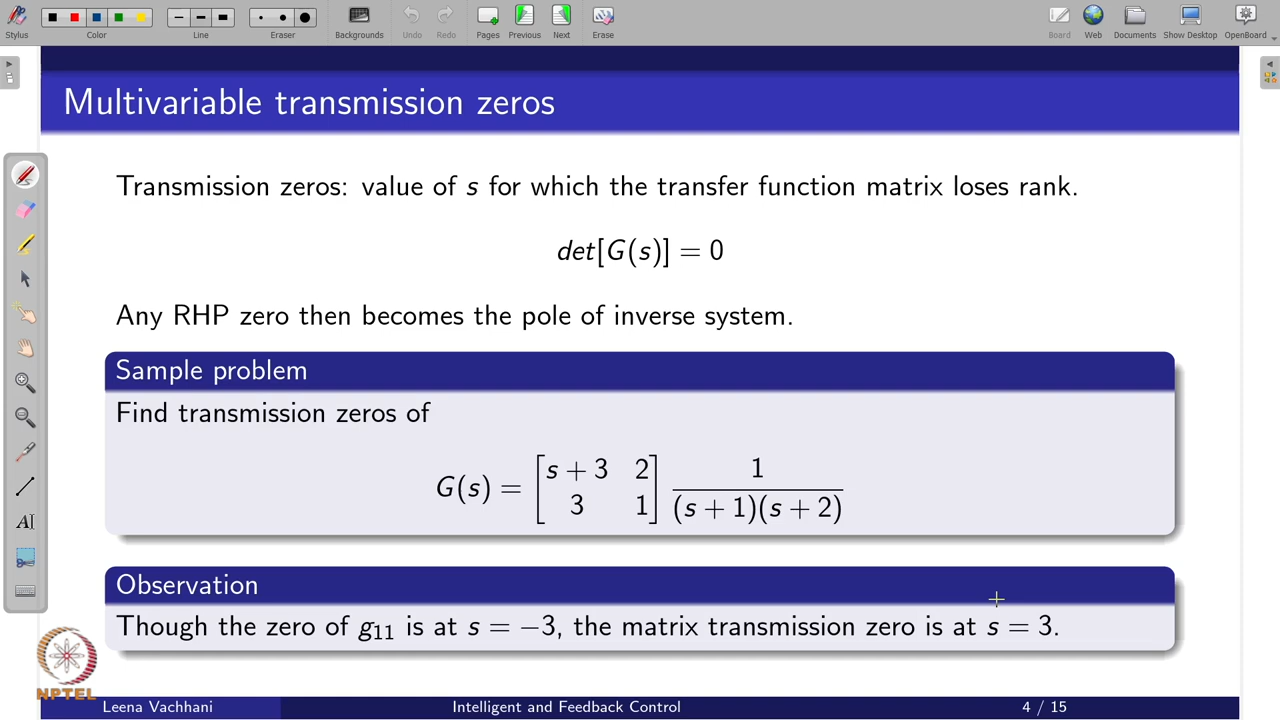 Stylus
Color
Line
Eraser
Backgrounds
Undo
Redo
Pages
Previous
Next
Erase
Board
Web
Documents
Show Desktop
OpenBoard
Multivariable transmission zeros
Transmission zeros: value of s for which the transfer function matrix loses rank.
det[G(s)] = 0
Any RHP zero then becomes the pole of inverse system.
Sample problem
Find transmission zeros of
G(s) = [s + 3 2; 3 1] 1/((s + 1)(s + 2))
Observation
Though the zero of g₁₁ is at s = −3, the matrix transmission zero is at s = 3.
AI
NPTEL
Leena Vachhani
Intelligent and Feedback Control
4 / 15